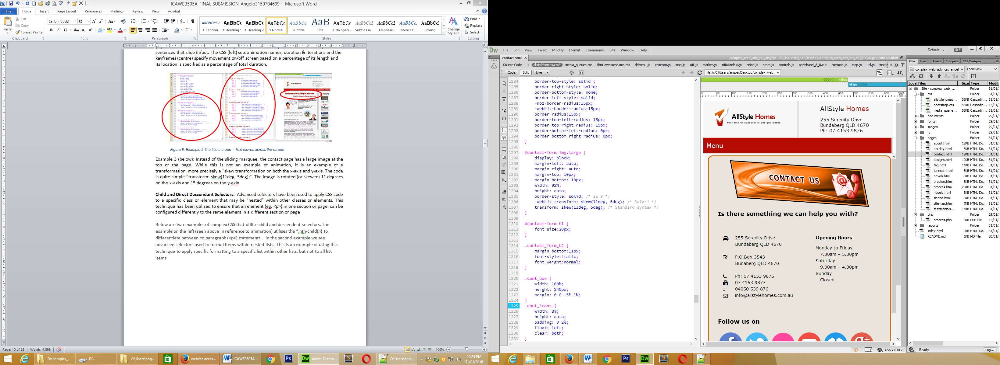 ICAWEB505A_FINAL SUBMISSION_Angelo3150704699 - Microsoft Word
File Home Insert Page Layout References Mailings Review View Acrobat
Paste
Cut
Copy
Format Painter
Clipboard
Calibri (Body) 12
Font
Paragraph
AaBbCcDc AaBbCc AaBbCc AaBbCc AaBbCc. AaB AaBbCc AaBbCcL AaBbCcL AaBbCcl AaBbCcl
¶ Caption ¶ Heading 1 ¶ Heading 2 ¶ Normal Subtitle Title ¶ No Spaci... Subtle Em... Emphasis Intense E... Strong
Styles
Change Styles
Find
Replace
Select
Editing
sentences that slide in/out. The CSS (left) sets animation names, duration & iterations and the
keyframes (centre) specify movement on/off screen based on a percentage of its length and
its location is specified as a percentage of total duration.
AllStyle Homes
Welcome to AllStyle Homes
Figure 9: Example 2.The title marque – Text moves across the screen
Example 3 (below): Instead of the sliding marquee, the contact page has a large image at the
top of the page. While this is not an example of animation, it is an example of a
transformation, more precisely a “skew transformation on both the x-axis and y-axis. The code
is quite simple “transform: skew(11deg, 5deg);”. The image is rotated (or skewed) 11 degrees
on the x-axis and 15 degrees on the y-axix
Child and Direct Descendant Selectors: Advanced selectors have been used to apply CSS code
to a specific class or element that may be “nested” within other classes or elements. This
technique has been utilised to ensure that an element (eg. <p>) in one section or page, can be
configured differently to the same element in a different section or page
Below are two examples of complex CSS that utilise child and descendent selectors. The
example on the left (seen above in reference to animation) utilises the “:nth-child(n) to
differentiate between to paragraph (<p>) statements . In the second example we see
advanced selectors used to format items within nested lists. This is an example of using this
technique to apply specific formatting to a specific list within other lists, but not to all list
items
Page: 10 of 29 Words: 4,898 100%
D:\complex_... D:\ C:\Users\ang... website acces... ICAWEB505A... Adobe Dream... C:\Users\ang...
10:24 PM
31/01/2016
Dw File Edit View Insert Modify Format Commands Site Window Help Default
contact.html complex_web_adv_css_angelo - C:\Users\angpal\Desktop\complex_web_adv_css_angelo\pages\contact.html
Source Code allstylehomes.css* media_queries.css font-awesome.min.css ddmenu.js common.js map.js util.js marker.js infowindow.js onion.js stats.js controls.js openhand_8_8.cur common.js map.js util.js marke
Code Split Live file:///C|/Users/angpal/Desktop/complex_web_
1284 border-top-style: solid ;
1285 border-right-style: solid;
1286 border-bottom-style: none;
1287 border-left-style: solid;
1288 -moz-border-radius:15px;
1289 -webkit-border-radius:15px;
1290 border-radius:15px;
1291 border-top-left-radius: 15px;
1292 border-top-right-radius: 15px;
1293 border-bottom-left-radius: 0px;
1294 border-bottom-right-radius: 0px;
1295 }
1296
1297 #contact-form img.large {
1298 display: block;
1299 margin-left: auto;
1300 margin-right: auto;
1301 margin-top: 10px;
1302 margin-bottom: 10px;
1303 width: 92%;
1304 height: auto;
1305 border-style: solid; /* IE 9 */
1306 -webkit-transform: skew(11deg, 5deg); /* Safari */
1307 transform: skew(11deg, 5deg); /* Standard syntax */
1308 }
1309
1310 #contact-form h1 {
1311 font-size:30px;
1312 }
1313
1314 .contact_form_h2 {
1315 margin-bottom:11px;
1316 font-style:italic;
1317 font-weight:normal;
1318 }
1319
1320 .cont_box {
1321 width: 100%;
1322 height: 240px;
1323 margin: 0 0 -5% 1%;
1324 }
1325 .cont_icons {
1326 width: 3%;
1327 height: auto;
1328 padding: 0 2%;
1329 float: left;
1330 clear: both;
1331 }
480px
481px
0 50 100 150 200 250 300 350 400 450 500 550 600
AllStyle Homes
Your tick of approval is our guarantee
AllStyle Homes
255 Serenity Drive
Bundaberg QLD 4670
Ph: 07 4153 9876
Menu
CONTACT US
Is there something we can help you with?
255 Serenity Drive
Bundaberg QLD 4670
P.O.Box 3543
Bunaberg QLD 4670
Ph: 07 4153 9876
07 4153 9877
04050 539 876
info@allstylehomes.com.au
Opening Hours
Monday to Friday
7.30am – 5.30pm
Saturday
9.00am – 4.00pm
Sunday
Closed
Follow us on
656 x 818
Files Insert Assets Snippets CSS Designer
complex_web_adv_css_angel Local view
Local Files Size Type Modifi
Site - complex_web_... Folder 31/01/
css Folder 31/01/
allstylehomes... 33KB Cascadin... 31/01/
bootstrap.css 145KB Cascadin... 14/01/
media_querie... 55KB Cascadin... 31/01/
documents Folder 29/01/
fonts Folder 29/01/
images Folder 29/01/
js Folder 29/01/
pages Folder 31/01/
about.html 12KB HTML Do... 31/01/
barclay.html 8KB HTML Do... 31/01/
contact.html 12KB HTML Do... 31/01/
designs.html 10KB HTML Do... 31/01/
faq.html 11KB HTML Do... 31/01/
jannsen.html 8KB HTML Do... 31/01/
novelli.html 8KB HTML Do... 31/01/
preston.html 8KB HTML Do... 31/01/
process.html 25KB HTML Do... 31/01/
ridgely.html 8KB HTML Do... 31/01/
sienna.html 8KB HTML Do... 31/01/
sitemap.html 7KB HTML Do... 31/01/
testimonials.... 14KB HTML Do... 31/01/
php Folder 29/01/
process.php 3KB PHP File 14/01/
reports Folder 31/01/
index.html 9KB HTML Do... 31/01/
README.md 1KB MD File 20/01/
Ready Log...